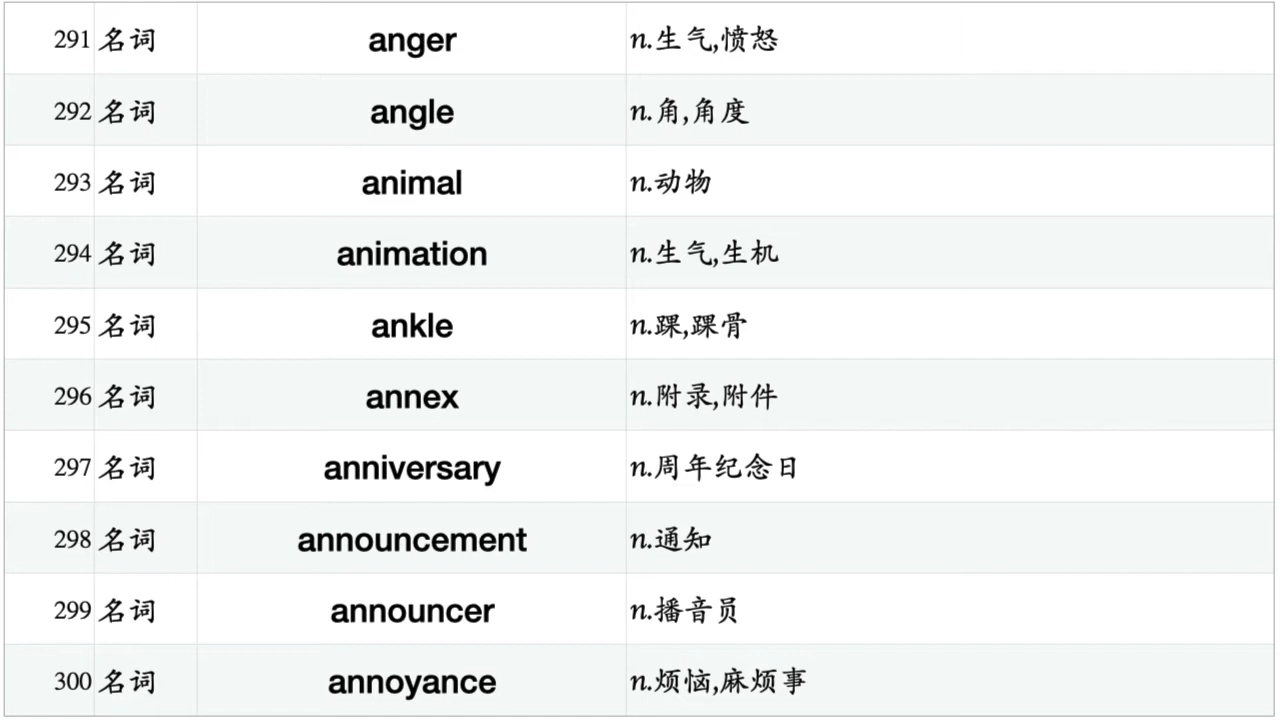 291 名词 anger n.生气,愤怒
292 名词 angle n.角,角度
293 名词 animal n.动物
294 名词 animation n.生气,生机
295 名词 ankle n.踝,踝骨
296 名词 annex n.附录,附件
297 名词 anniversary n.周年纪念日
298 名词 announcement n.通知
299 名词 announcer n.播音员
300 名词 annoyance n.烦恼,麻烦事